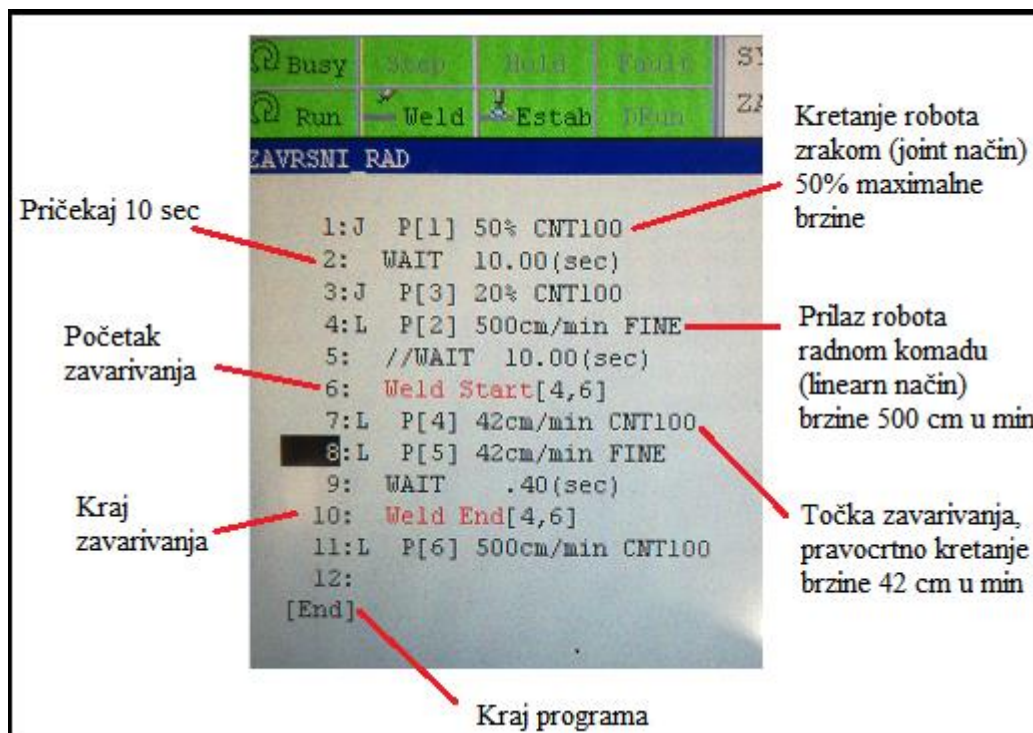 Busy Step Hold Fault
Run Weld Estab DRun
ZAVRSNI_RAD
1:J P[1] 50% CNT100
2: WAIT 10.00(sec)
3:J P[3] 20% CNT100
4:L P[2] 500cm/min FINE
5: //WAIT 10.00(sec)
6: Weld Start[4,6]
7:L P[4] 42cm/min CNT100
8:L P[5] 42cm/min FINE
9: WAIT .40(sec)
10: Weld End[4,6]
11:L P[6] 500cm/min CNT100
12:
[End]
Pričekaj 10 sec
Početak
zavarivanja
Kraj
zavarivanja
Kretanje robota
zrakom (joint način)
50% maximalne
brzine
Prilaz robota
radnom komadu
(linearn način)
brzine 500 cm u min
Točka zavarivanja,
pravocrtno kretanje
brzine 42 cm u min
Kraj programa